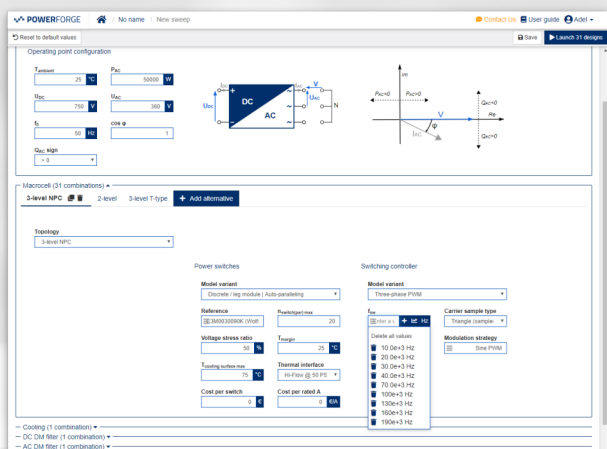 POWERFORGE / No name / New sweep Contact Us User guide Adel
Reset to default values Save Launch 31 designs
Operating point configuration
Tambient PAC
25 °C 50000 W
UDC UAC
750 V 360 V
f0 cos φ
50 Hz 1
QAC sign
> 0
IDC IAC V
UDC DC UAC N
AC
Im
PAC<0 PAC>0
QAC<0
V Re
φ
IAC QAC>0
Macrocell (31 combinations)
3-level NPC 2-level 3-level T-type + Add alternative
Topology
3-level NPC
Power switches Switching controller
Model variant Model variant
Discrete / leg module | Auto-paralleling Three-phase PWM
Reference nswitch(par) max fsw Carrier sample type
20 + Hz Triangle (sample
Voltage stress ratio Tmargin Delete all values Modulation strategy
50 % 25 °C 10.0e+3 Hz Sine PWM
20.0e+3 Hz
Tcooling surface max Thermal interface 30.0e+3 Hz
75 °C Hi-Flow @ 50 PS 40.0e+3 Hz
70.0e+3 Hz
Cost per switch Cost per rated A 100e+3 Hz
0 € 0 €/A 130e+3 Hz
160e+3 Hz
190e+3 Hz
Cooling (1 combination)
DC DM filter (1 combination)
AC DM filter (1 combination)